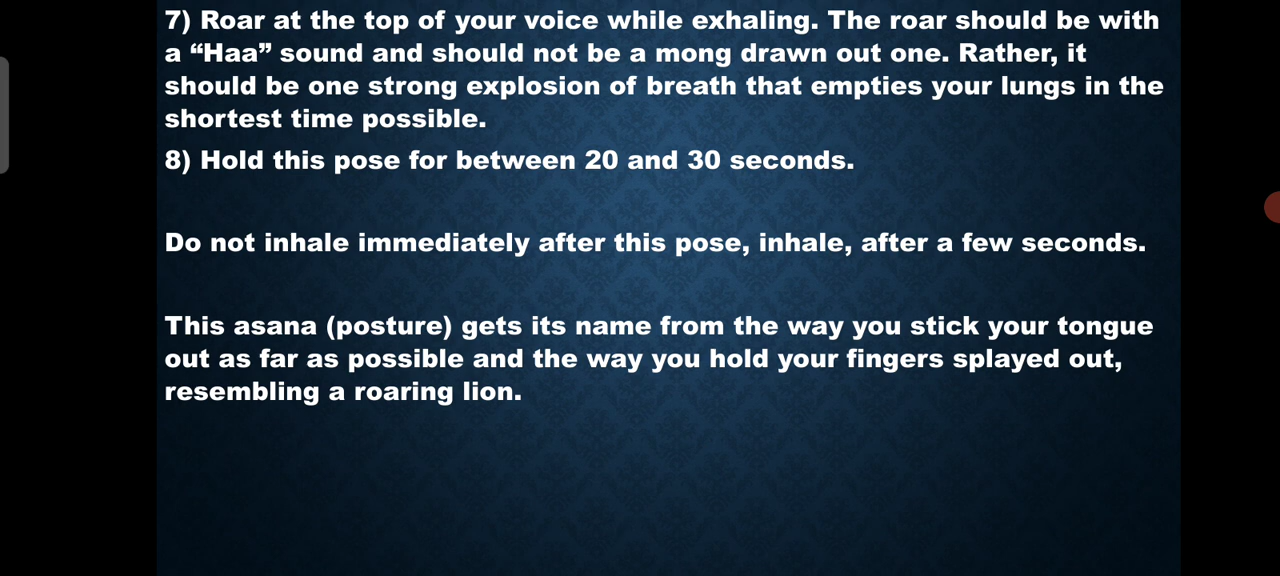 7) Roar at the top of your voice while exhaling. The roar should be with
a “Haa” sound and should not be a mong drawn out one. Rather, it
should be one strong explosion of breath that empties your lungs in the
shortest time possible.
8) Hold this pose for between 20 and 30 seconds.
Do not inhale immediately after this pose, inhale, after a few seconds.
This asana (posture) gets its name from the way you stick your tongue
out as far as possible and the way you hold your fingers splayed out,
resembling a roaring lion.